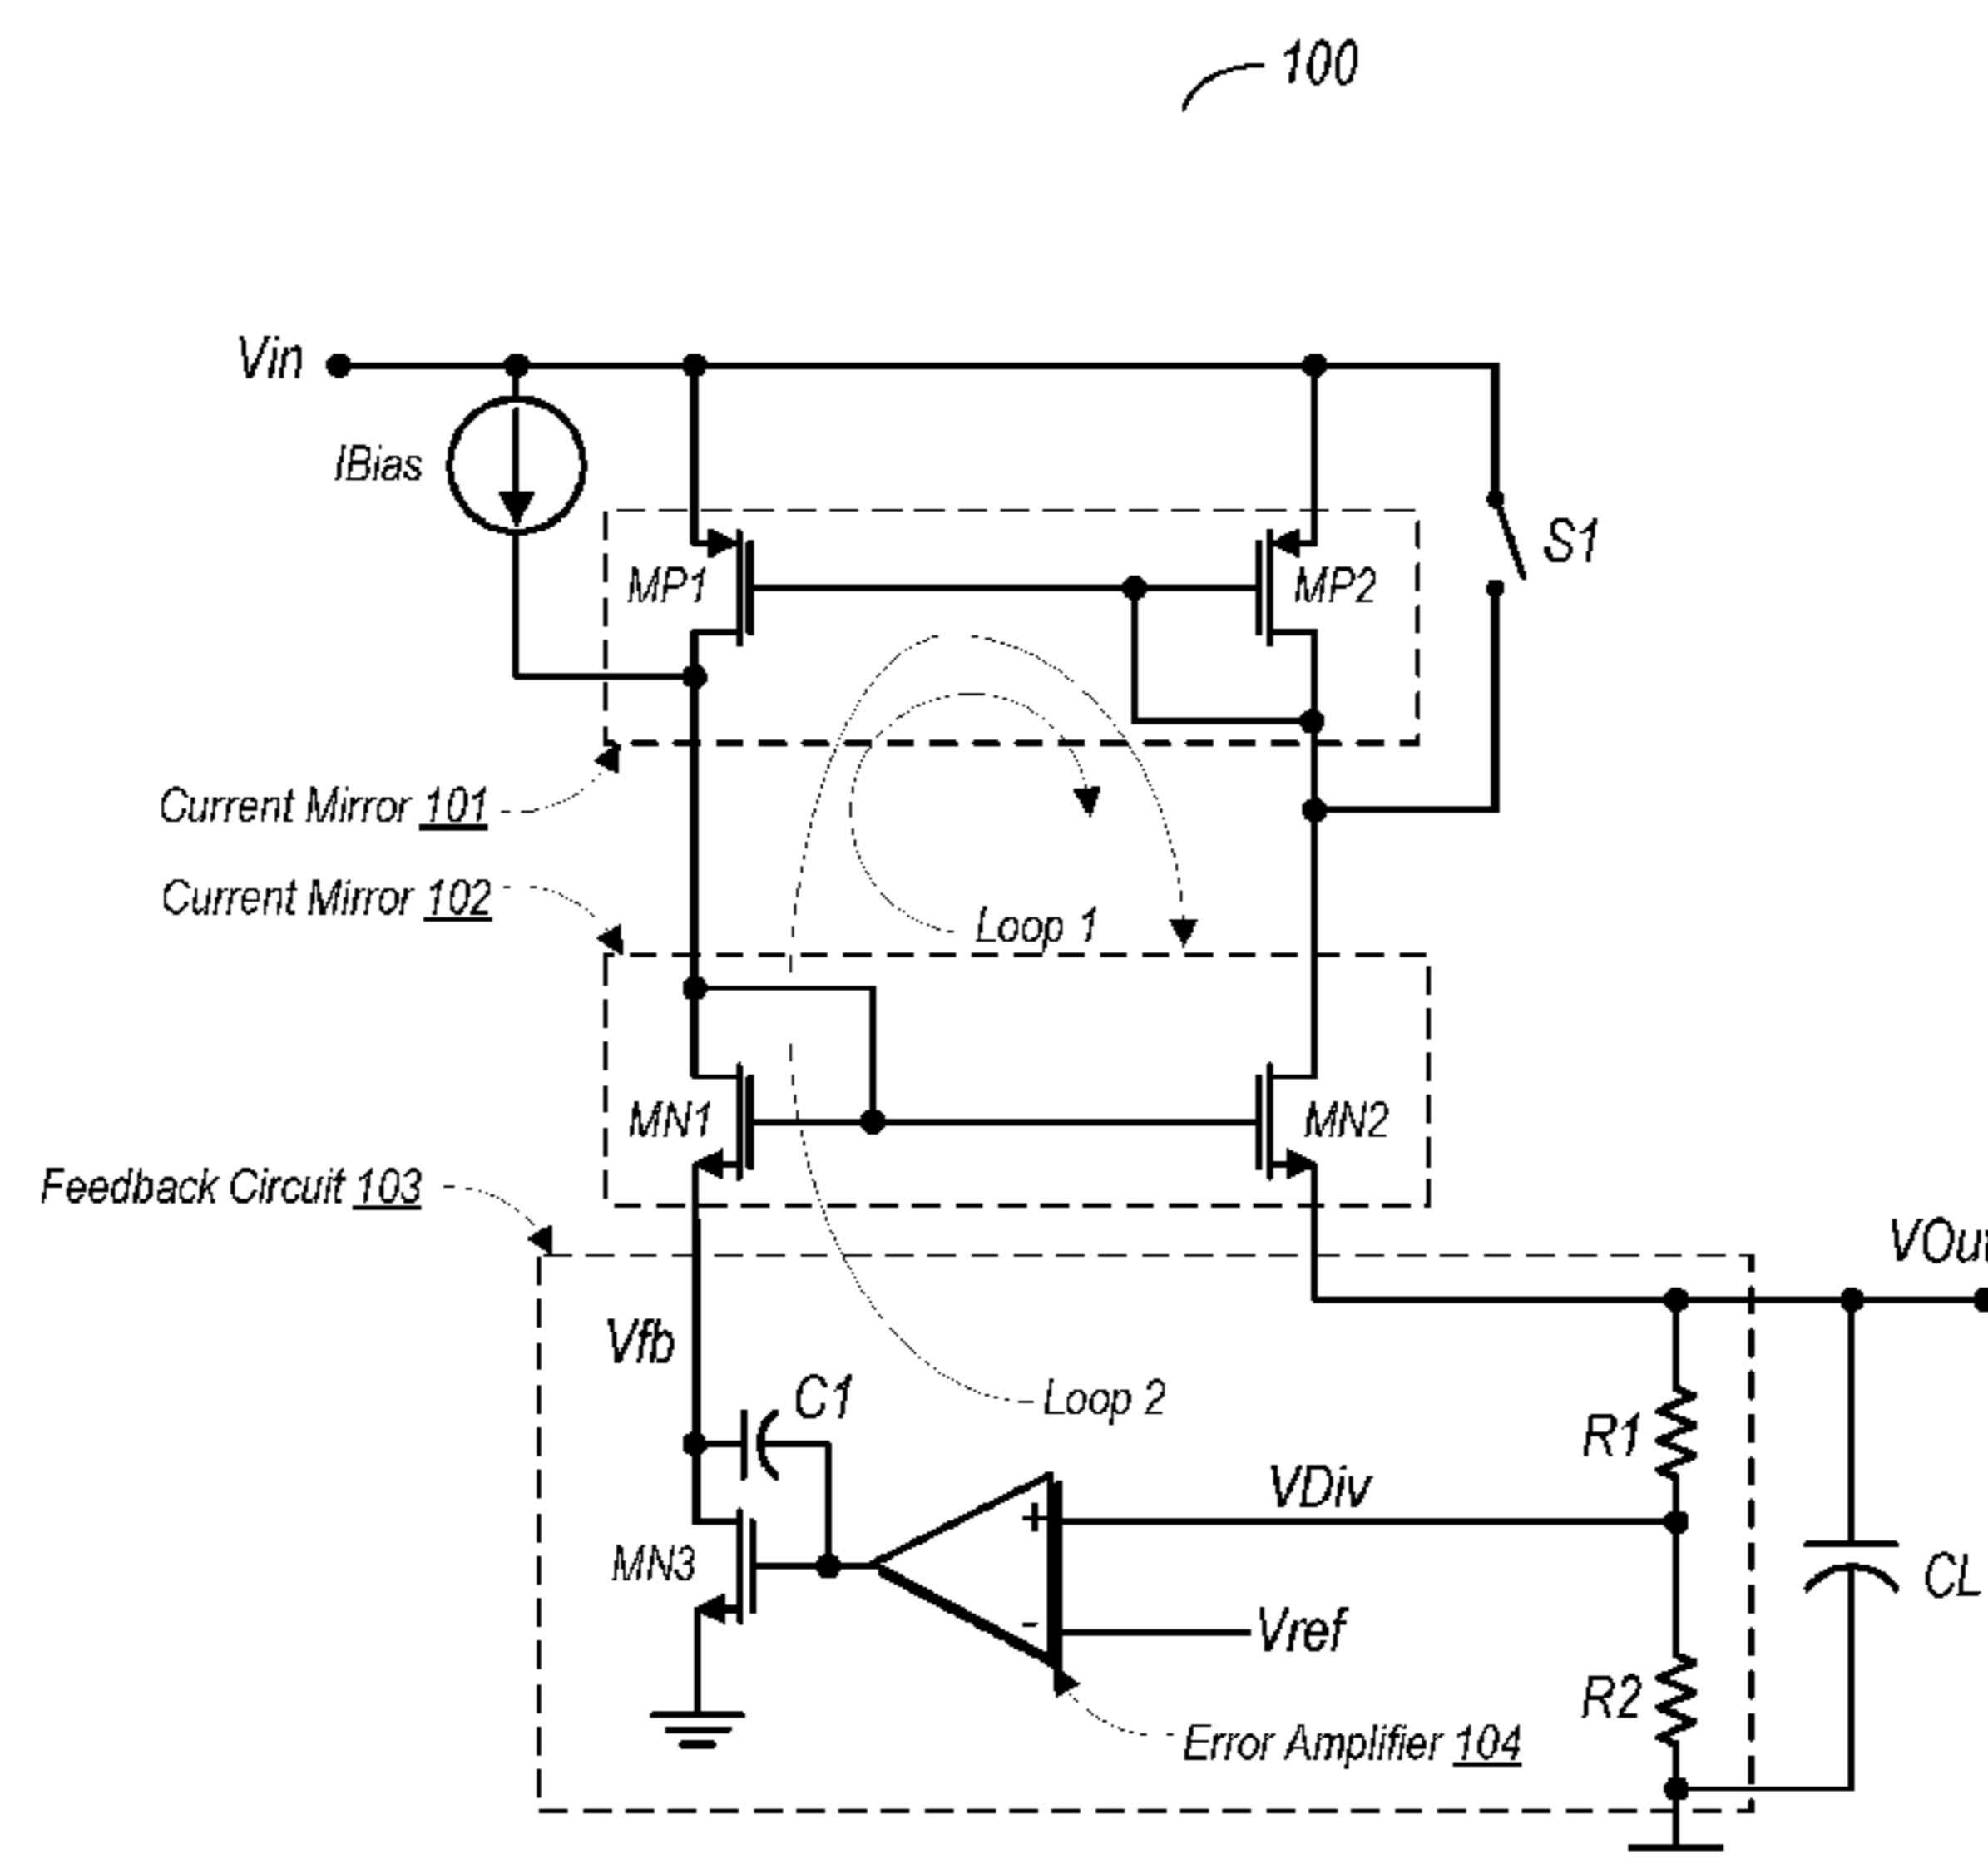 100
Vin
IBias
S1
MP1
MP2
Current Mirror 101
Current Mirror 102
Loop 1
MN1
MN2
Feedback Circuit 103
VOut
Vfb
C1
Loop 2
R1
VDiv
+
MN3
CL
-
Vref
R2
Error Amplifier 104